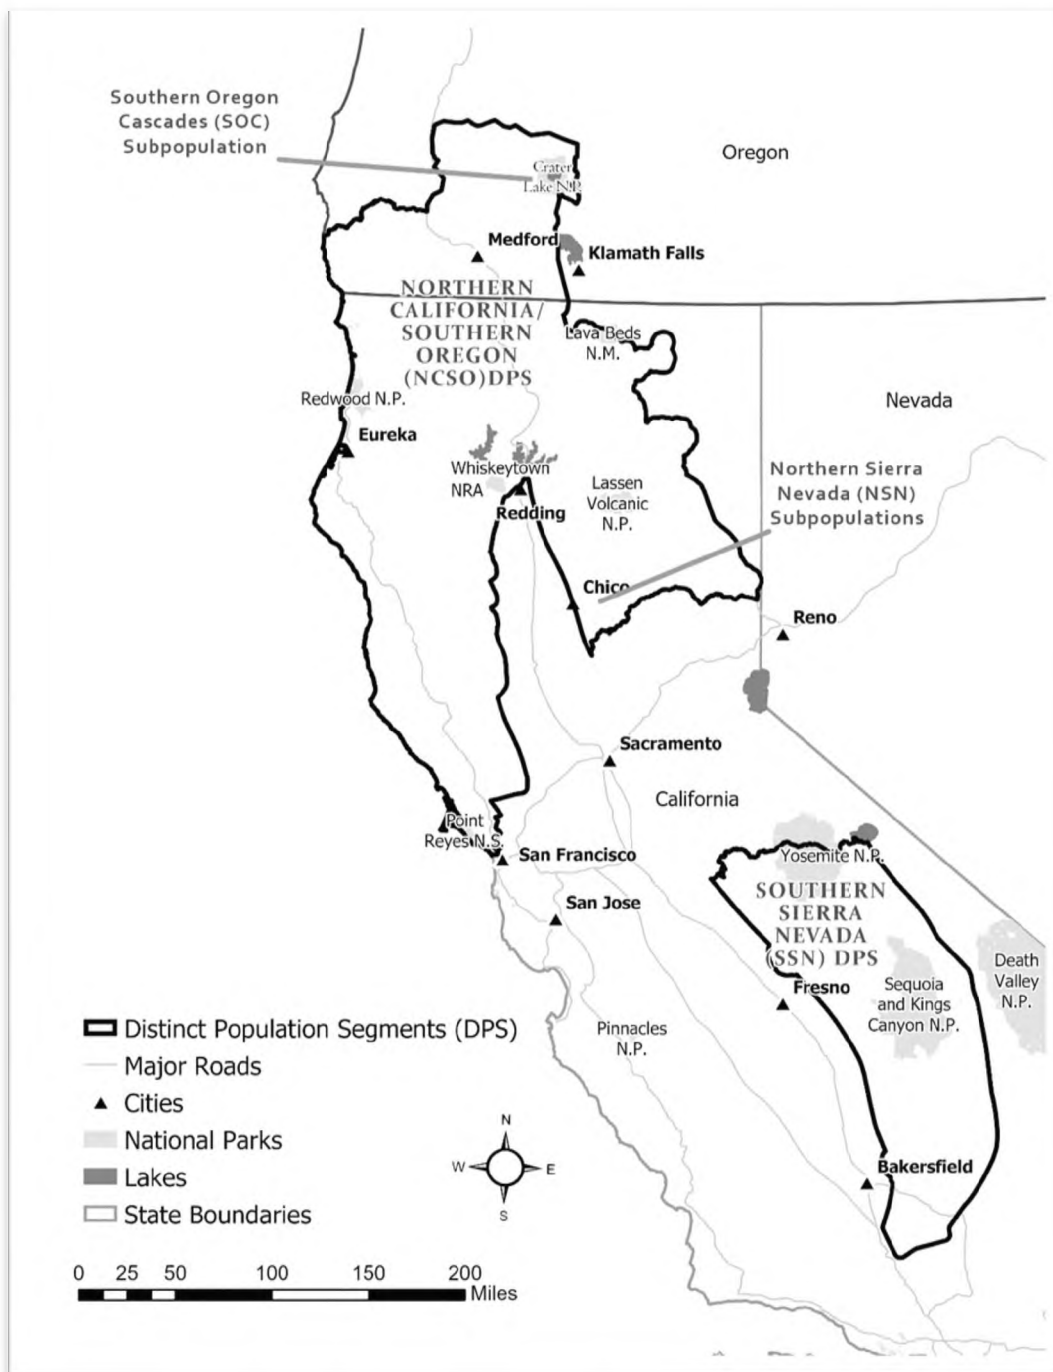 Southern Oregon
Cascades (SOC)
Subpopulation
Oregon
Crater
Lake N.P.
Medford
Klamath Falls
NORTHERN
CALIFORNIA/
SOUTHERN
OREGON
(NCSO)DPS
Lava Beds
N.M.
Redwood N.P.
Nevada
Eureka
Whiskeytown
NRA
Redding
Lassen
Volcanic
N.P.
Northern Sierra
Nevada (NSN)
Subpopulations
Chico
Reno
Sacramento
California
Point
Reyes N.S.
San Francisco
Yosemite N.P.
San Jose
SOUTHERN
SIERRA
NEVADA
(SSN) DPS
Fresno
Sequoia
and Kings
Canyon N.P.
Death
Valley
N.P.
Pinnacles
N.P.
Bakersfield
Distinct Population Segments (DPS)
Major Roads
Cities
National Parks
Lakes
State Boundaries
N
W E
S
0 25 50 100 150 200
Miles